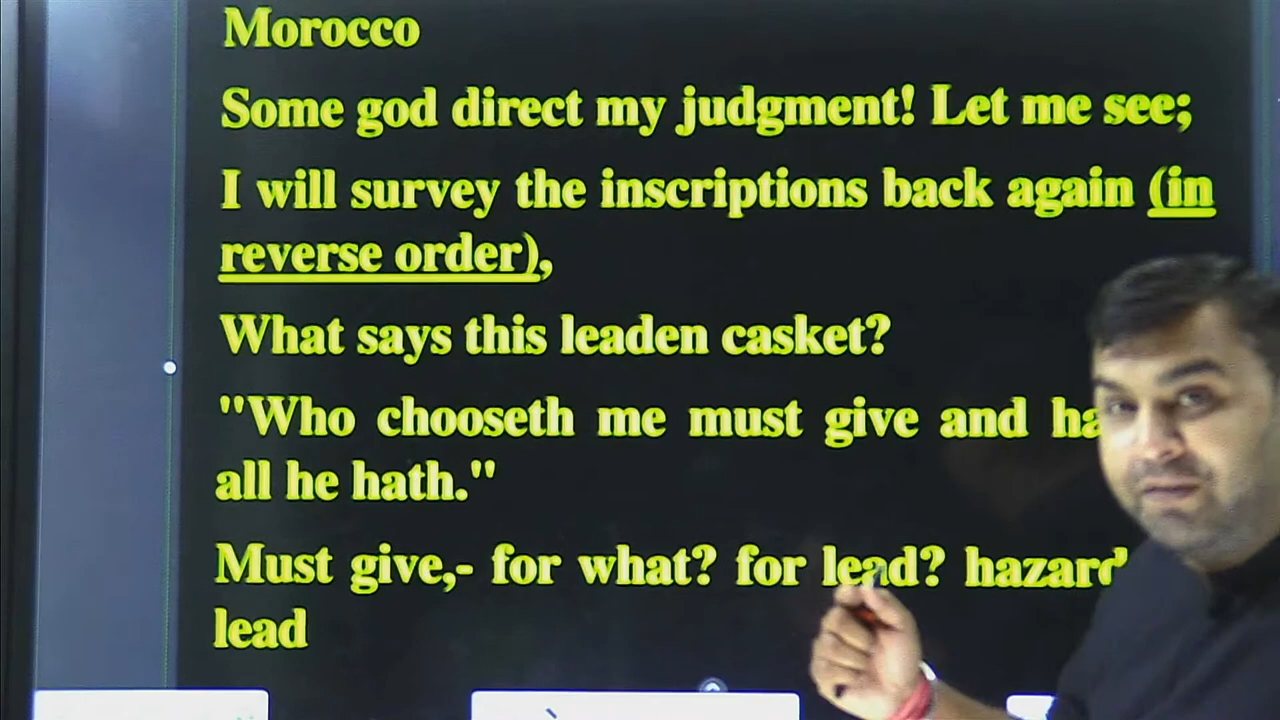 Morocco
Some god direct my judgment! Let me see;
I will survey the inscriptions back again (in
reverse order),
What says this leaden casket?
"Who chooseth me must give and
all he hath."
Must give,- for what? for lead? hazard
lead